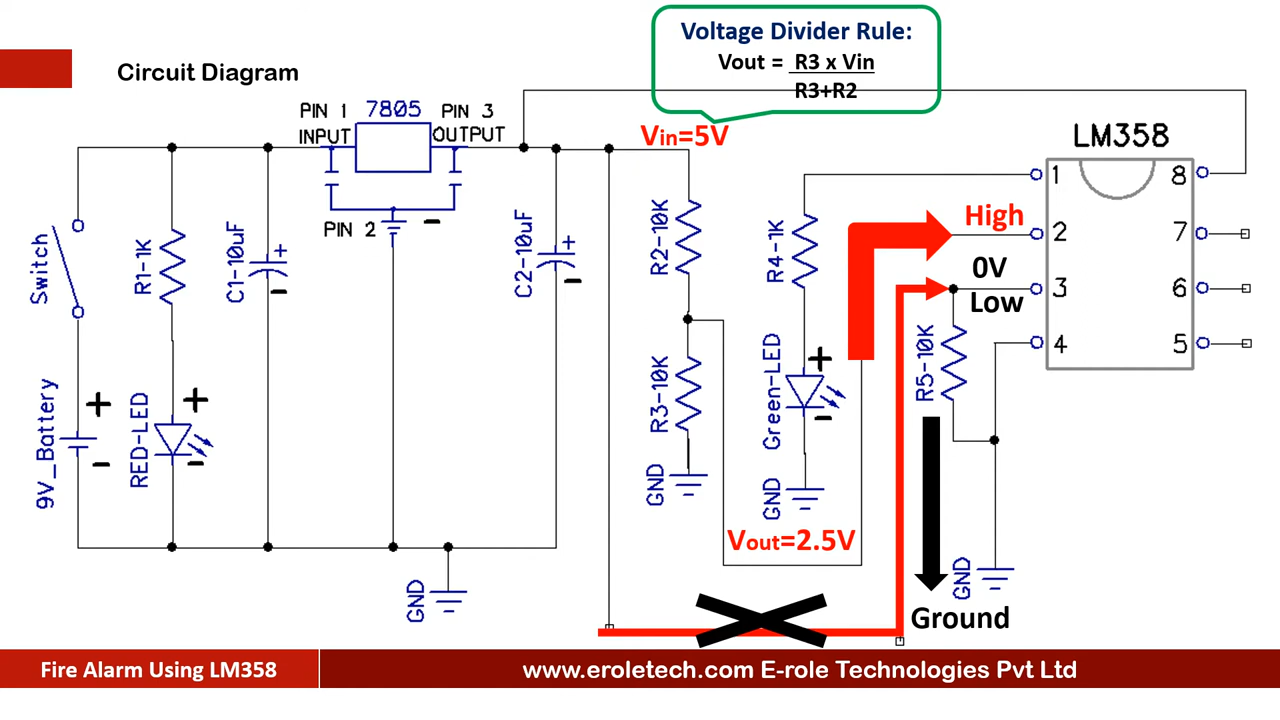 Circuit Diagram
Voltage Divider Rule:
Vout = R3 x Vin
R3+R2
PIN 1 7805 PIN 3
INPUT OUTPUT
Vin=5V
PIN 2 -
LM358
1
2
3
4
8
7
6
5
High
0V
Low
Switch
R1-1K
C1-10uF
+
-
C2-10uF
+
-
R2-10K
R4-1K
R3-10K
Green-LED
+
-
R5-10K
9V_Battery
+
-
RED-LED
+
-
GND
GND
GND
GND
Vout=2.5V
Ground
Fire Alarm Using LM358
www.eroletech.com E-role Technologies Pvt Ltd